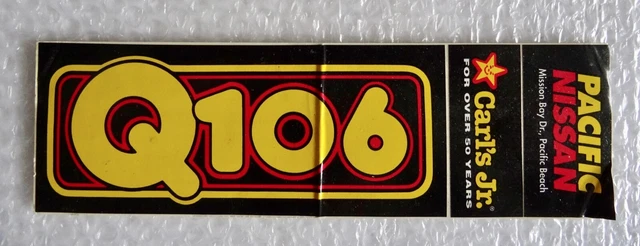 Q106
Carl's Jr.®
FOR OVER 50 YEARS
PACIFIC
NISSAN
Mission Bay Dr., Pacific Beach